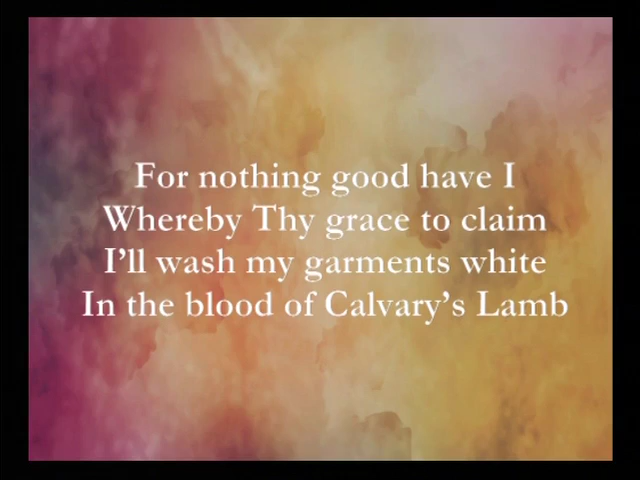 For nothing good have I
Whereby Thy grace to claim
I’ll wash my garments white
In the blood of Calvary’s Lamb